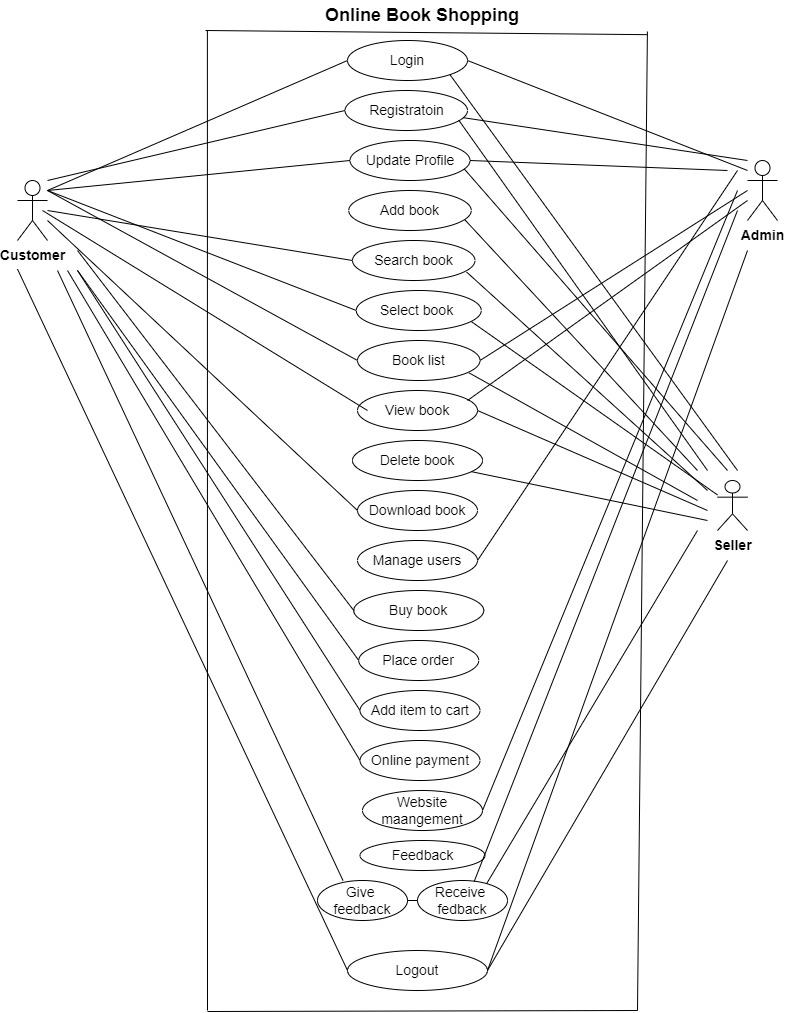 Online Book Shopping
Login
Registratoin
Update Profile
Add book
Customer
Admin
Search book
Select book
Book list
View book
Delete book
Download book
Seller
Manage users
Buy book
Place order
Add item to cart
Online payment
Website
maangement
Feedback
Give
feedback
Receive
fedback
Logout